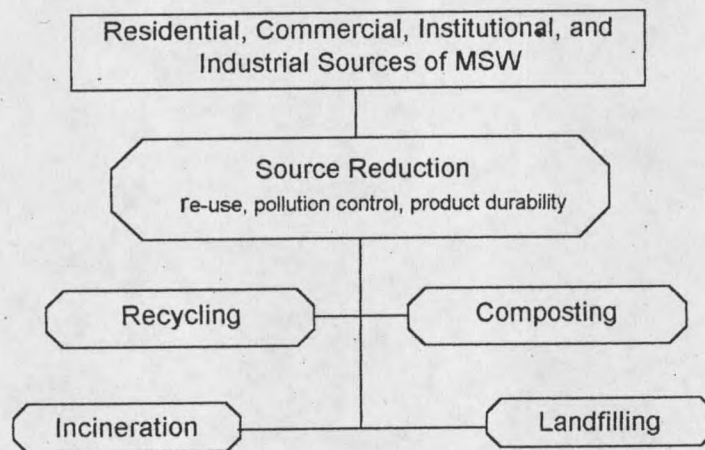 Residential, Commercial, Institutional, and
Industrial Sources of MSW
Source Reduction
re-use, pollution control, product durability
Recycling
Composting
Incineration
Landfilling